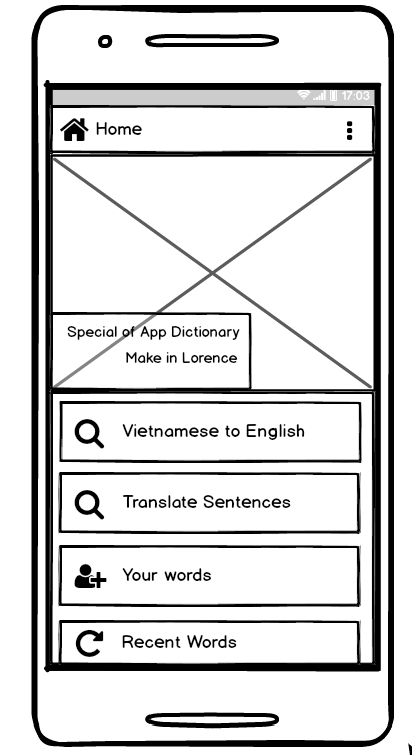 17:03
Home
Special of App Dictionary
Make in Lorence
Vietnamese to English
Translate Sentences
Your words
Recent Words